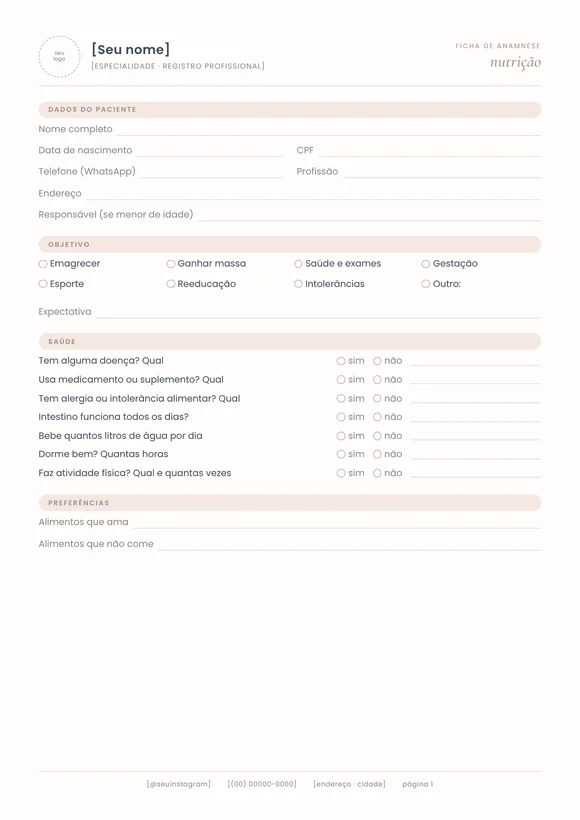 seu
logo
[Seu nome]
[ESPECIALIDADE · REGISTRO PROFISSIONAL]
FICHA DE ANAMNESE
nutrição
DADOS DO PACIENTE
Nome completo
Data de nascimento CPF
Telefone (WhatsApp) Profissão
Endereço
Responsável (se menor de idade)
OBJETIVO
Emagrecer Ganhar massa Saúde e exames Gestação
Esporte Reeducação Intolerâncias Outro:
Expectativa
SAÚDE
Tem alguma doença? Qual sim não
Usa medicamento ou suplemento? Qual sim não
Tem alergia ou intolerância alimentar? Qual sim não
Intestino funciona todos os dias? sim não
Bebe quantos litros de água por dia sim não
Dorme bem? Quantas horas sim não
Faz atividade física? Qual e quantas vezes sim não
PREFERÊNCIAS
Alimentos que ama
Alimentos que não come
[@seuinstagram] [(00) 00000-0000] [endereço · cidade] página 1